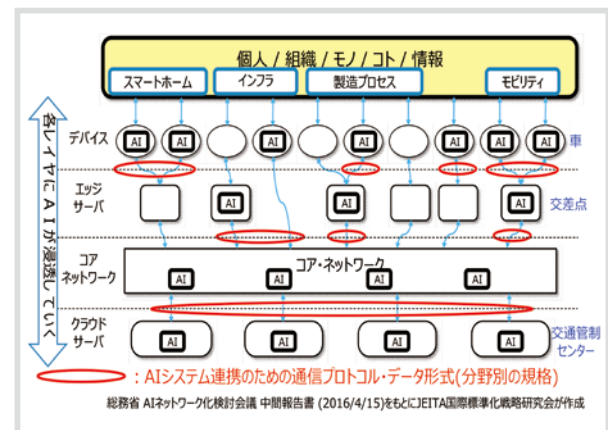 個人 / 組織 / モノ / コト / 情報
スマートホーム インフラ 製造プロセス モビリティ
各レイヤにAIが浸透していく
デバイス AI AI AI AI AI AI AI 車
エッジ
サーバ
AI AI AI 交差点
コア
ネットワーク
コア・ネットワーク
AI AI AI AI
クラウド
サーバ
AI AI AI AI 交通管制
センター
:AIシステム連携のための通信プロトコル・データ形式(分野別の規格)
総務省 AIネットワーク化検討会議 中間報告書 (2016/4/15)をもとにJEITA国際標準化戦略研究会が作成